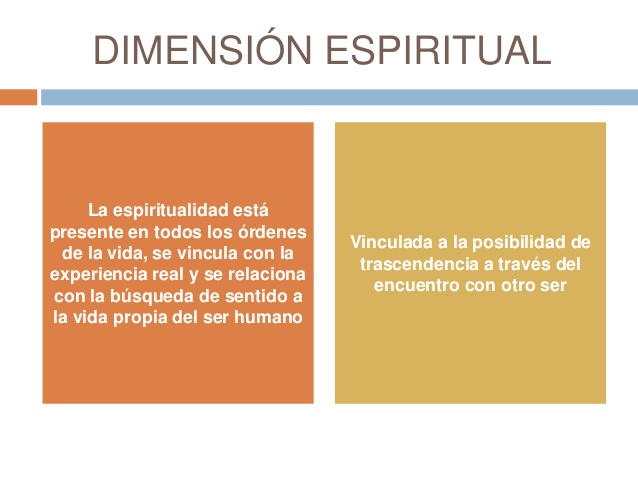 DIMENSIÓN ESPIRITUAL
La espiritualidad está
presente en todos los órdenes
de la vida, se vincula con la
experiencia real y se relaciona
con la búsqueda de sentido a
la vida propia del ser humano
Vinculada a la posibilidad de
trascendencia a través del
encuentro con otro ser